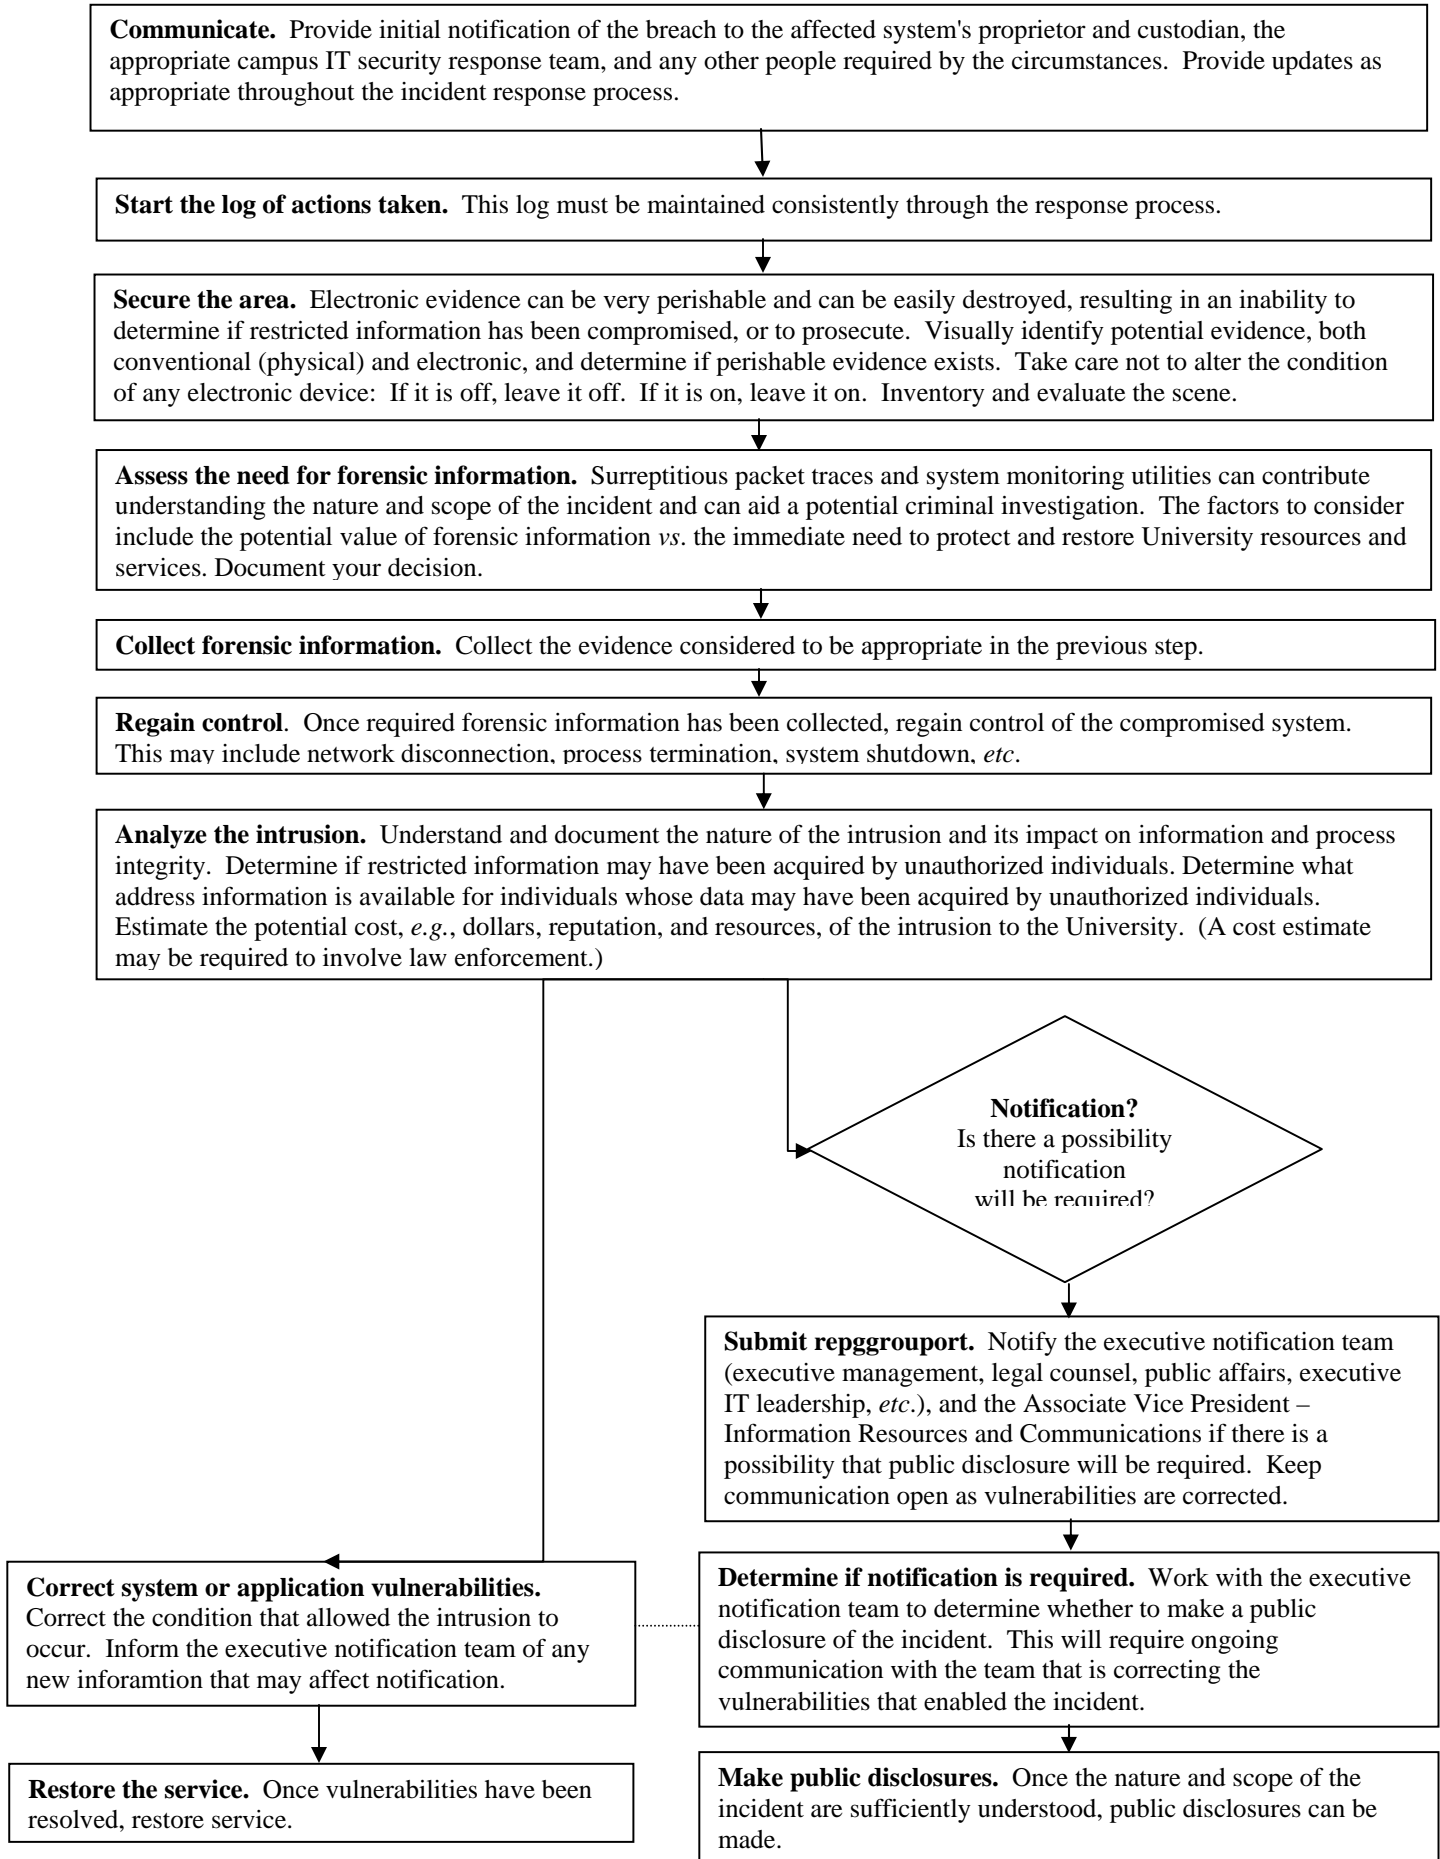 Communicate. Provide initial notification of the breach to the affected system's proprietor and custodian, the
appropriate campus IT security response team, and any other people required by the circumstances. Provide updates as
appropriate throughout the incident response process.
Start the log of actions taken. This log must be maintained consistently through the response process.
Secure the area. Electronic evidence can be very perishable and can be easily destroyed, resulting in an inability to
determine if restricted information has been compromised, or to prosecute. Visually identify potential evidence, both
conventional (physical) and electronic, and determine if perishable evidence exists. Take care not to alter the condition
of any electronic device: If it is off, leave it off. If it is on, leave it on. Inventory and evaluate the scene.
Assess the need for forensic information. Surreptitious packet traces and system monitoring utilities can contribute
understanding the nature and scope of the incident and can aid a potential criminal investigation. The factors to consider
include the potential value of forensic information vs. the immediate need to protect and restore University resources and
services. Document your decision.
Collect forensic information. Collect the evidence considered to be appropriate in the previous step.
Regain control. Once required forensic information has been collected, regain control of the compromised system.
This may include network disconnection, process termination, system shutdown, etc.
Analyze the intrusion. Understand and document the nature of the intrusion and its impact on information and process
integrity. Determine if restricted information may have been acquired by unauthorized individuals. Determine what
address information is available for individuals whose data may have been acquired by unauthorized individuals.
Estimate the potential cost, e.g., dollars, reputation, and resources, of the intrusion to the University. (A cost estimate
may be required to involve law enforcement.)
Notification?
Is there a possibility
notification
will be required?
Submit repggrouport. Notify the executive notification team
(executive management, legal counsel, public affairs, executive
IT leadership, etc.), and the Associate Vice President –
Information Resources and Communications if there is a
possibility that public disclosure will be required. Keep
communication open as vulnerabilities are corrected.
Correct system or application vulnerabilities.
Correct the condition that allowed the intrusion to
occur. Inform the executive notification team of any
new inforamtion that may affect notification.
Determine if notification is required. Work with the executive
notification team to determine whether to make a public
disclosure of the incident. This will require ongoing
communication with the team that is correcting the
vulnerabilities that enabled the incident.
Restore the service. Once vulnerabilities have been
resolved, restore service.
Make public disclosures. Once the nature and scope of the
incident are sufficiently understood, public disclosures can be
made.